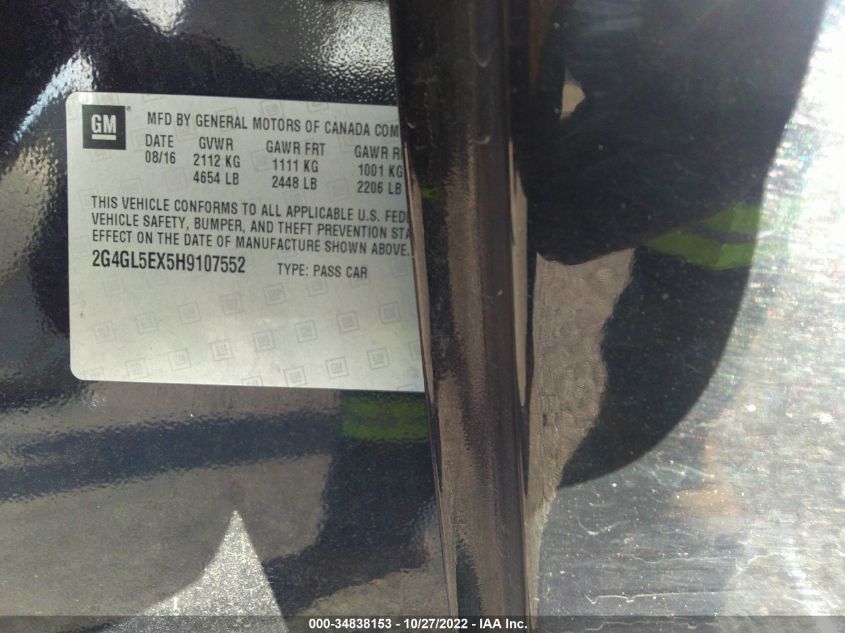 GM
MFD BY GENERAL MOTORS OF CANADA COM
DATE GVWR GAWR FRT GAWR R
08/16 2112 KG 1111 KG 1001 KG
4654 LB 2448 LB 2206 LB
THIS VEHICLE CONFORMS TO ALL APPLICABLE U.S. FED
VEHICLE SAFETY, BUMPER, AND THEFT PREVENTION STA
EFFECT ON THE DATE OF MANUFACTURE SHOWN ABOVE.
2G4GL5EX5H9107552 TYPE: PASS CAR
000-34838153 - 10/27/2022 - IAA Inc.